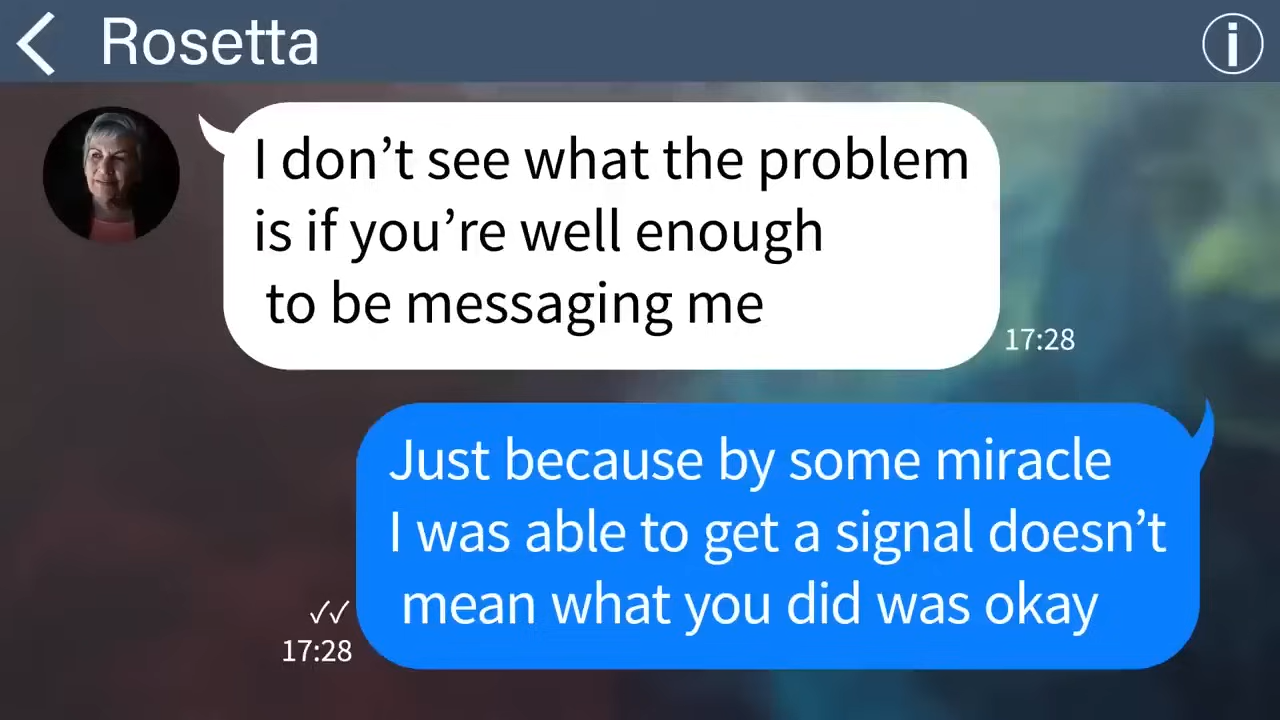 Rosetta
I don’t see what the problem
is if you’re well enough
to be messaging me
17:28
Just because by some miracle
I was able to get a signal doesn’t
mean what you did was okay
17:28